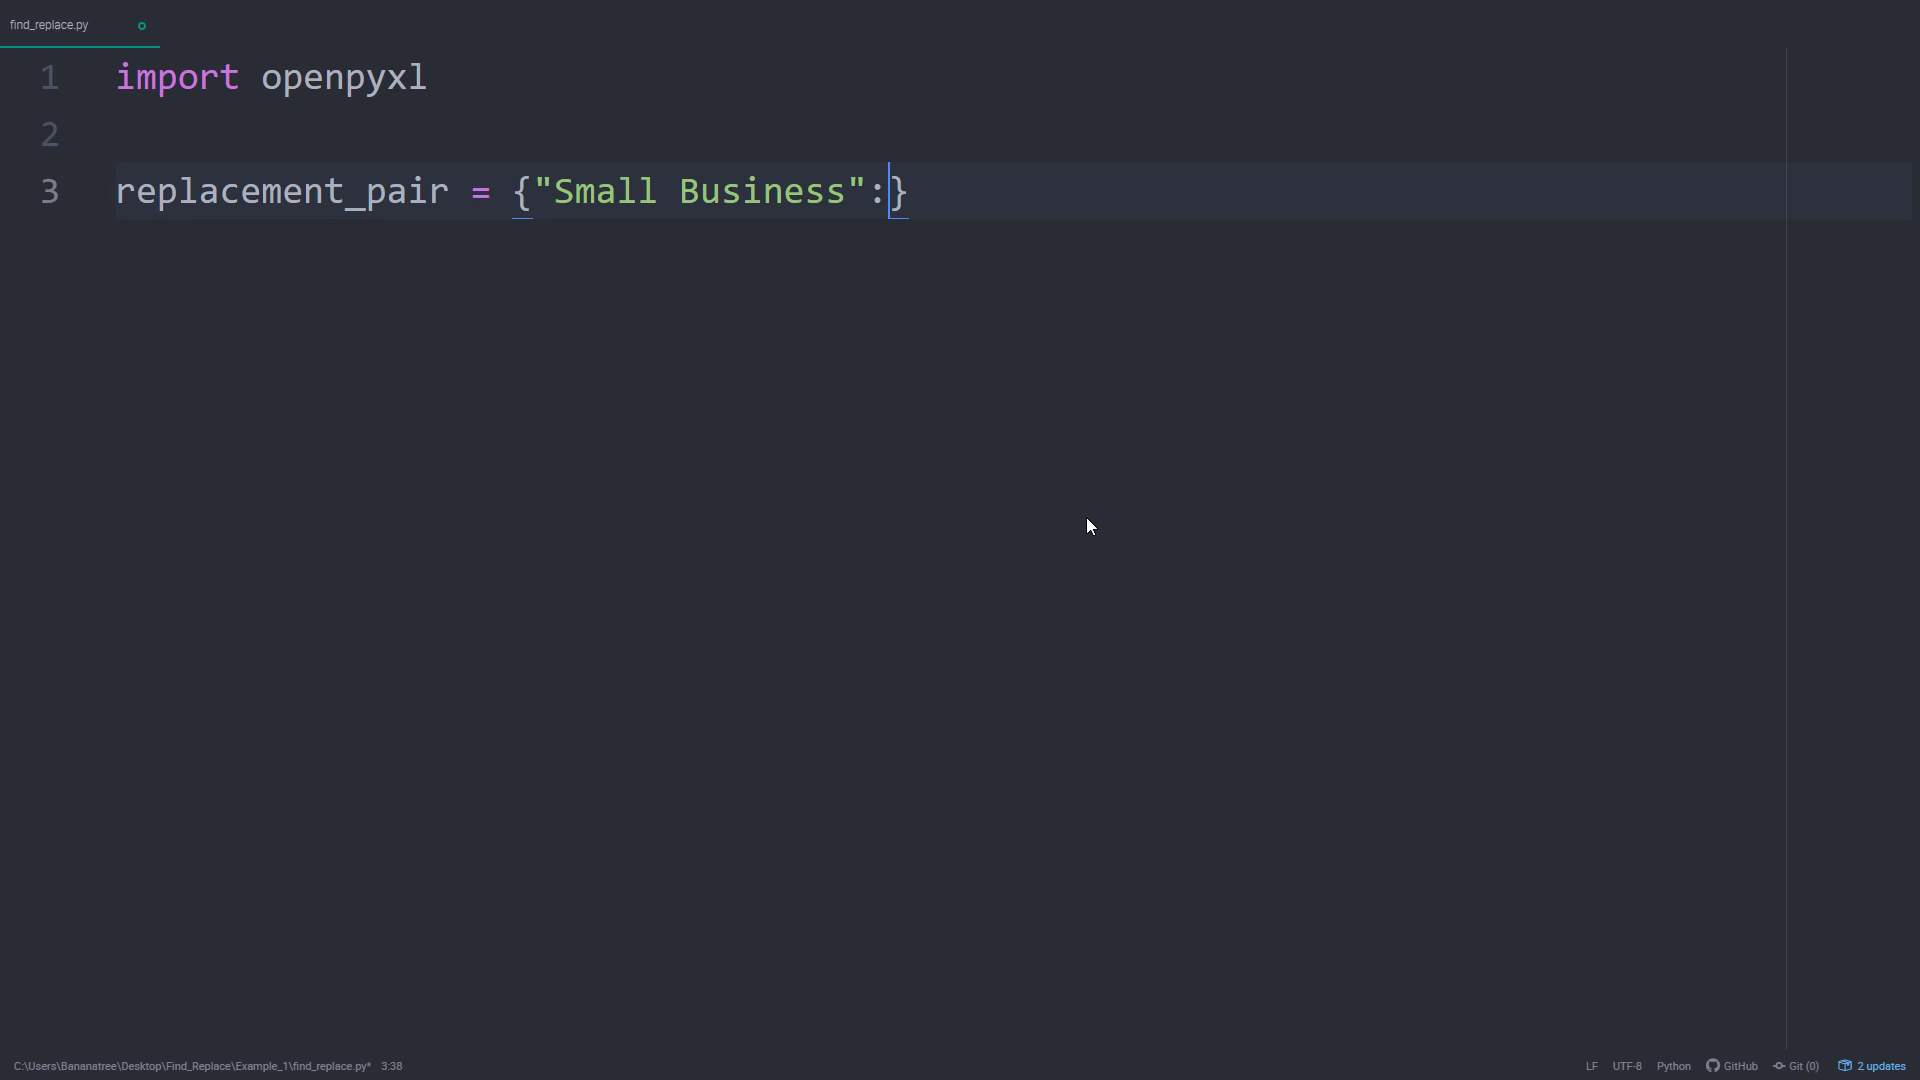 find_replace.py
1 import openpyxl
2
3 replacement_pair = {"Small Business":}
C:\Users\Bananatree\Desktop\Find_Replace\Example_1\find_replace.py* 3:38 LF UTF-8 Python GitHub Git (0) 2 updates